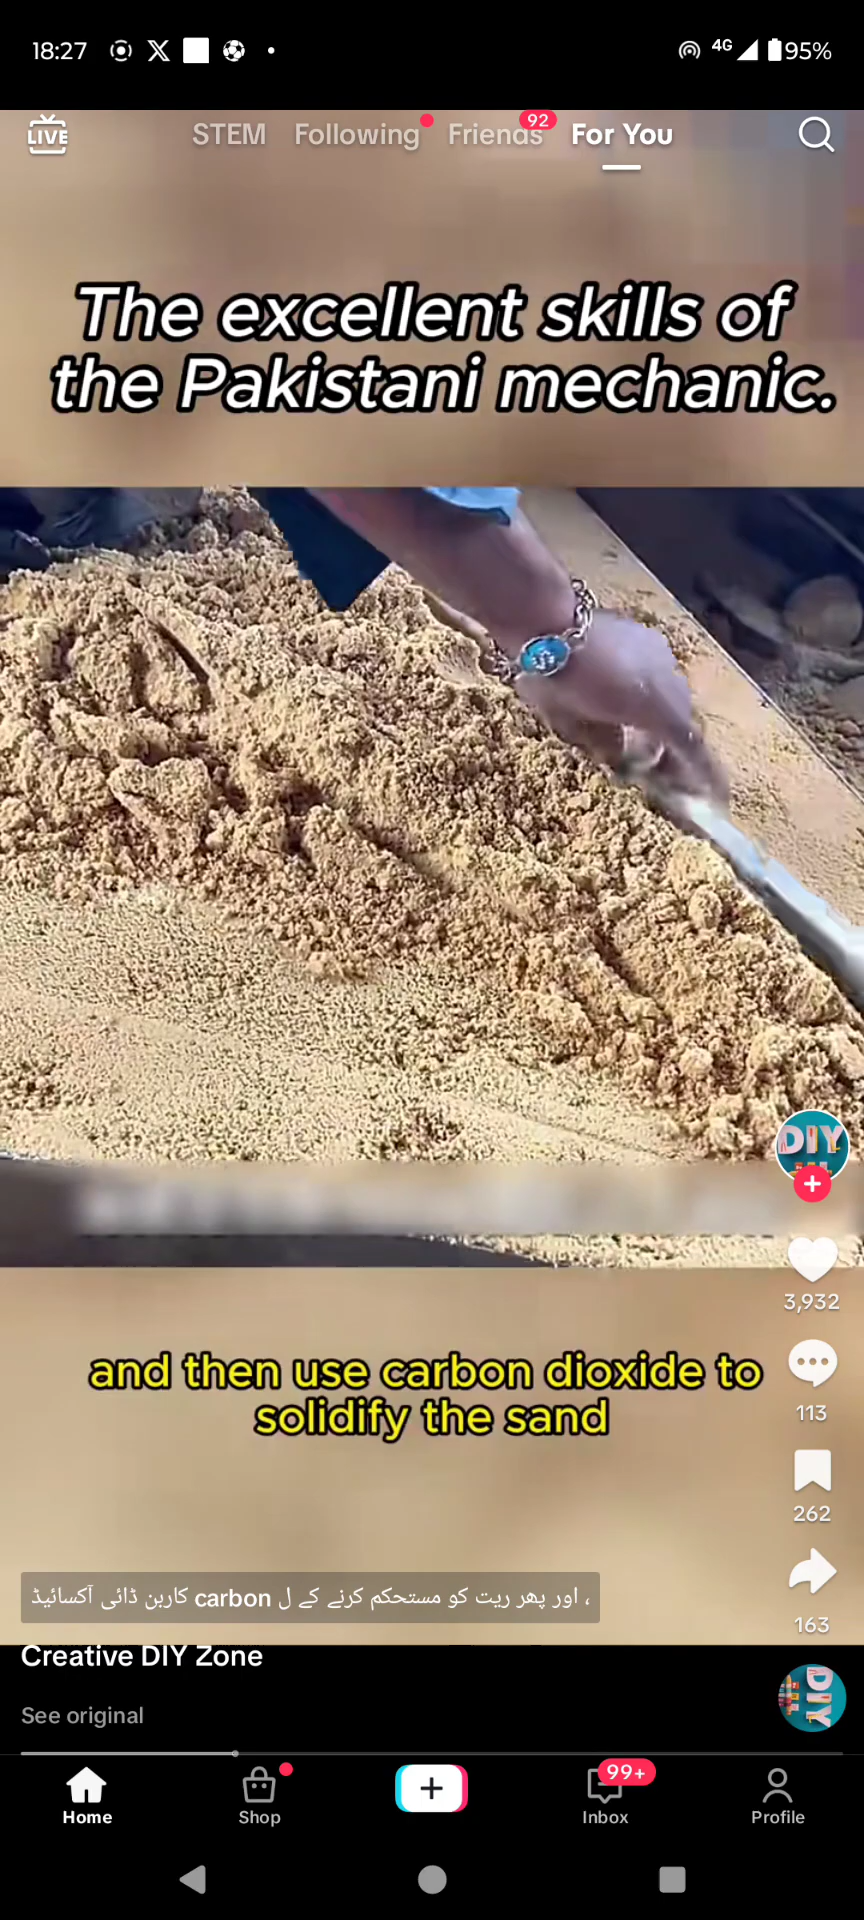 18:27
4G
95%
LIVE
STEM
Following
Friends
92
For You
The excellent skills of
the Pakistani mechanic.
DIY
3,932
and then use carbon dioxide to
solidify the sand
113
262
، اور پھر ریت کو مستحکم کرنے کے ل carbon کاربن ڈائی آکسائیڈ
163
Creative DIY Zone
DIY
See original
Home
Shop
99+
Inbox
Profile